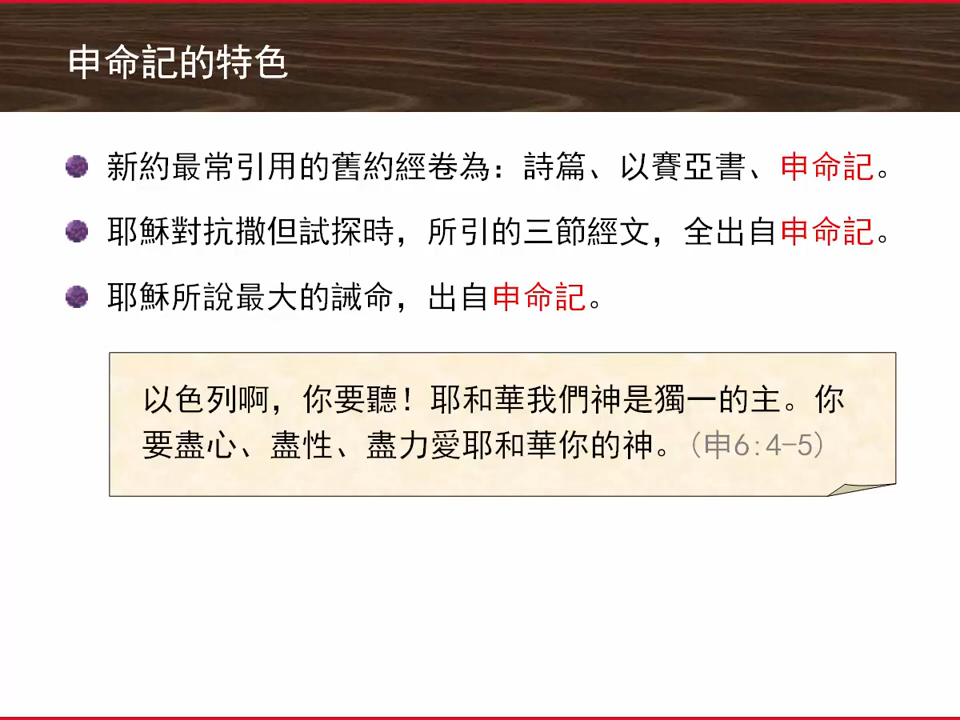 申命記的特色
新約最常引用的舊約經卷為：詩篇、以賽亞書、申命記。
耶穌對抗撒但試探時，所引的三節經文，全出自申命記。
耶穌所說最大的誡命，出自申命記。
以色列啊，你要聽！耶和華我們神是獨一的主。你
要盡心、盡性、盡力愛耶和華你的神。(申6:4-5)